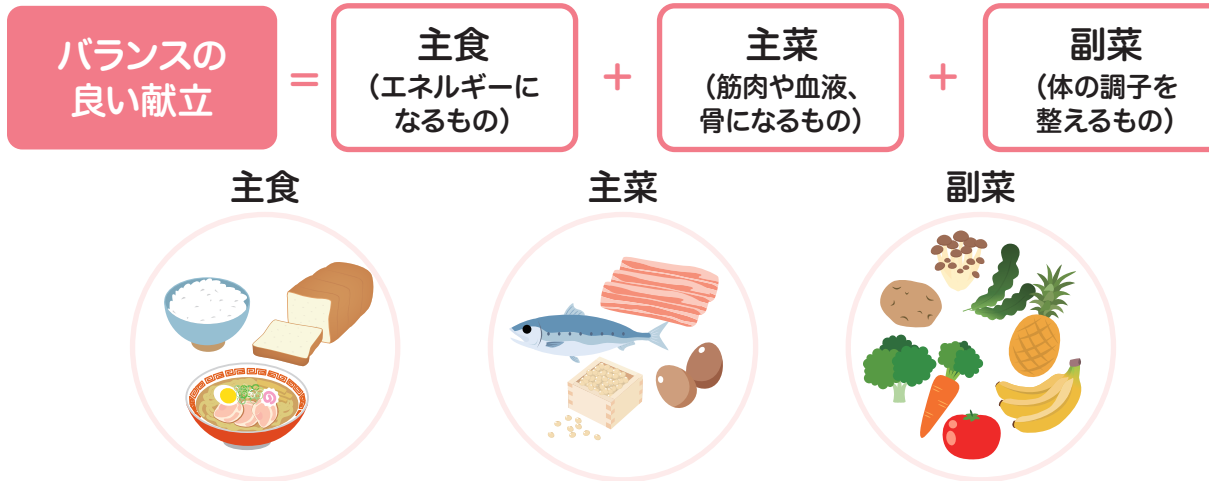 バランスの
良い献立
=
主食
(エネルギーに
なるもの)
+
主菜
(筋肉や血液、
骨になるもの)
+
副菜
(体の調子を
整えるもの)
主食
主菜
副菜